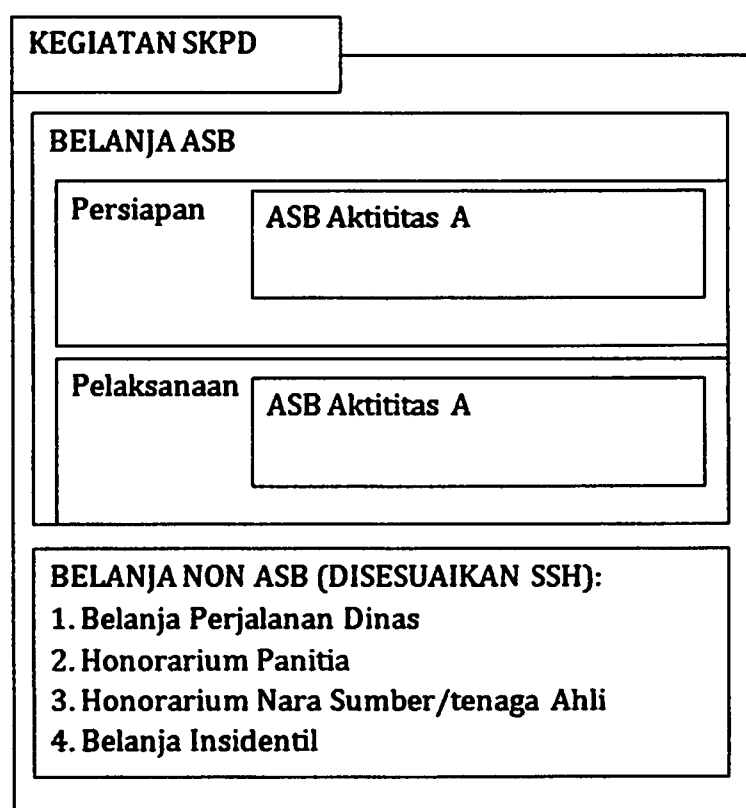 KEGIATAN SKPD
BELANJA ASB
Persiapan
ASB Aktititas A
Pelaksanaan
ASB Aktititas A
BELANJA NON ASB (DISESUAIKAN SSH):
1. Belanja Perjalanan Dinas
2. Honorarium Panitia
3. Honorarium Nara Sumber/tenaga Ahli
4. Belanja Insidentil